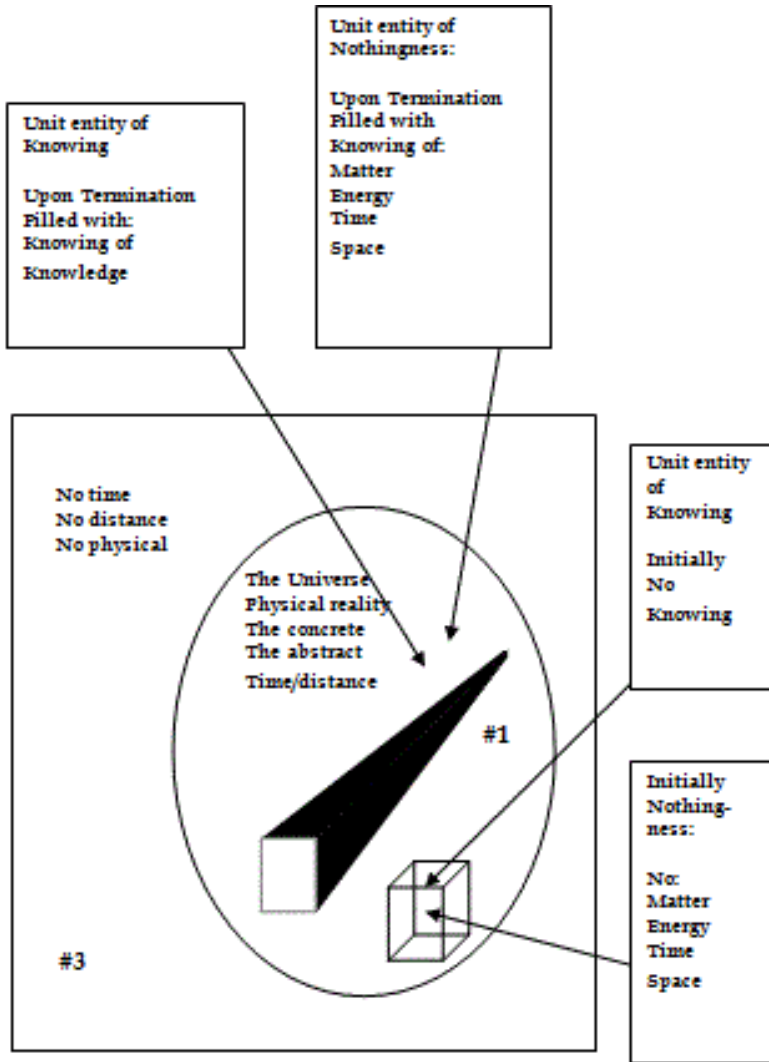 Unit entity of
Nothingness:
Upon Termination
Pilled with
Knowing of:
Matter
Energy
Time
Space
Unit entity of
Knowing
Upon Termination
Pilled with:
Knowing of
Knowledge
No time
No distance
No physical
The Universe
Physical reality
The concrete
The abstract
Time/distance
#1
#3
Unit entity
of
Knowing
Initially
No
Knowing
Initially
Nothing-
ness:
No:
Matter
Energy
Time
Space